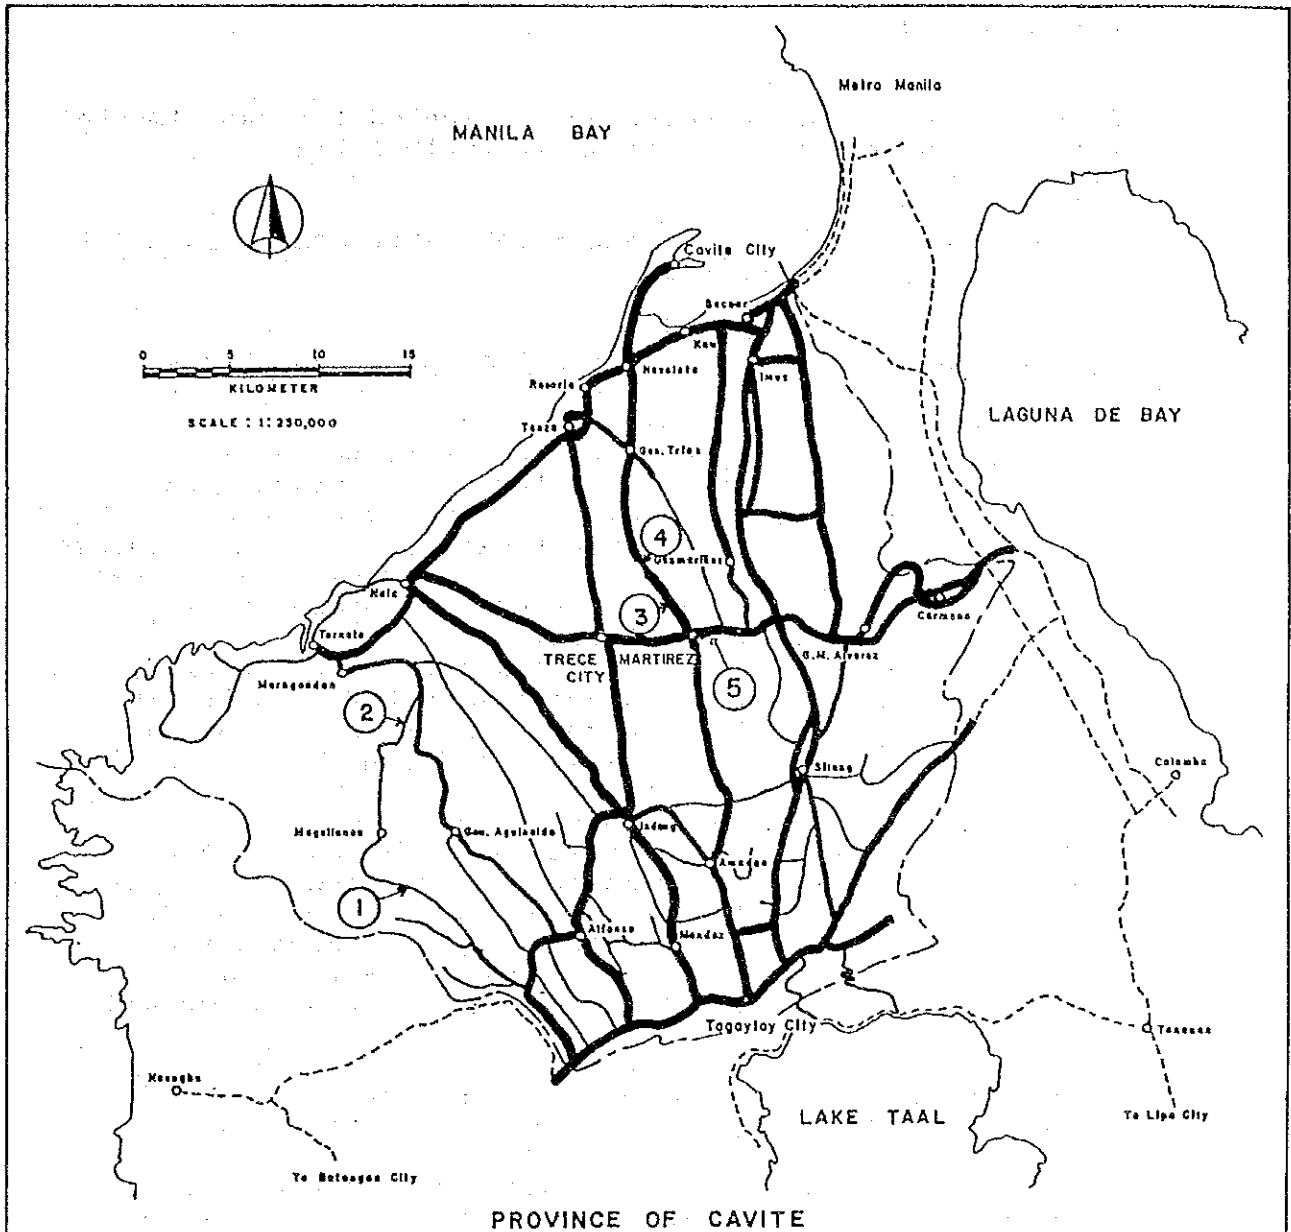 Metro Manila
MANILA BAY
Cavite City
Bacoor
Kawit
0 5 10 15
KILOMETER
Noveleta
Imus
Rosario
SCALE : 1:250,000
LAGUNA DE BAY
Tanza
Gen. Trias
4
Dasmariñas
Naic
3
Carmona
Ternate
TRECE MARTIREZ
CITY
G.M. Alvarez
Maragondon
5
2
Silang
Calamba
Magallanes
Gen. Aguinaldo
Indang
Amadeo
1
Alfonso
Mendez
Tagaytay City
Tanauan
Nasugbu
LAKE TAAL
To Lipa City
To Batangas City
PROVINCE OF CAVITE